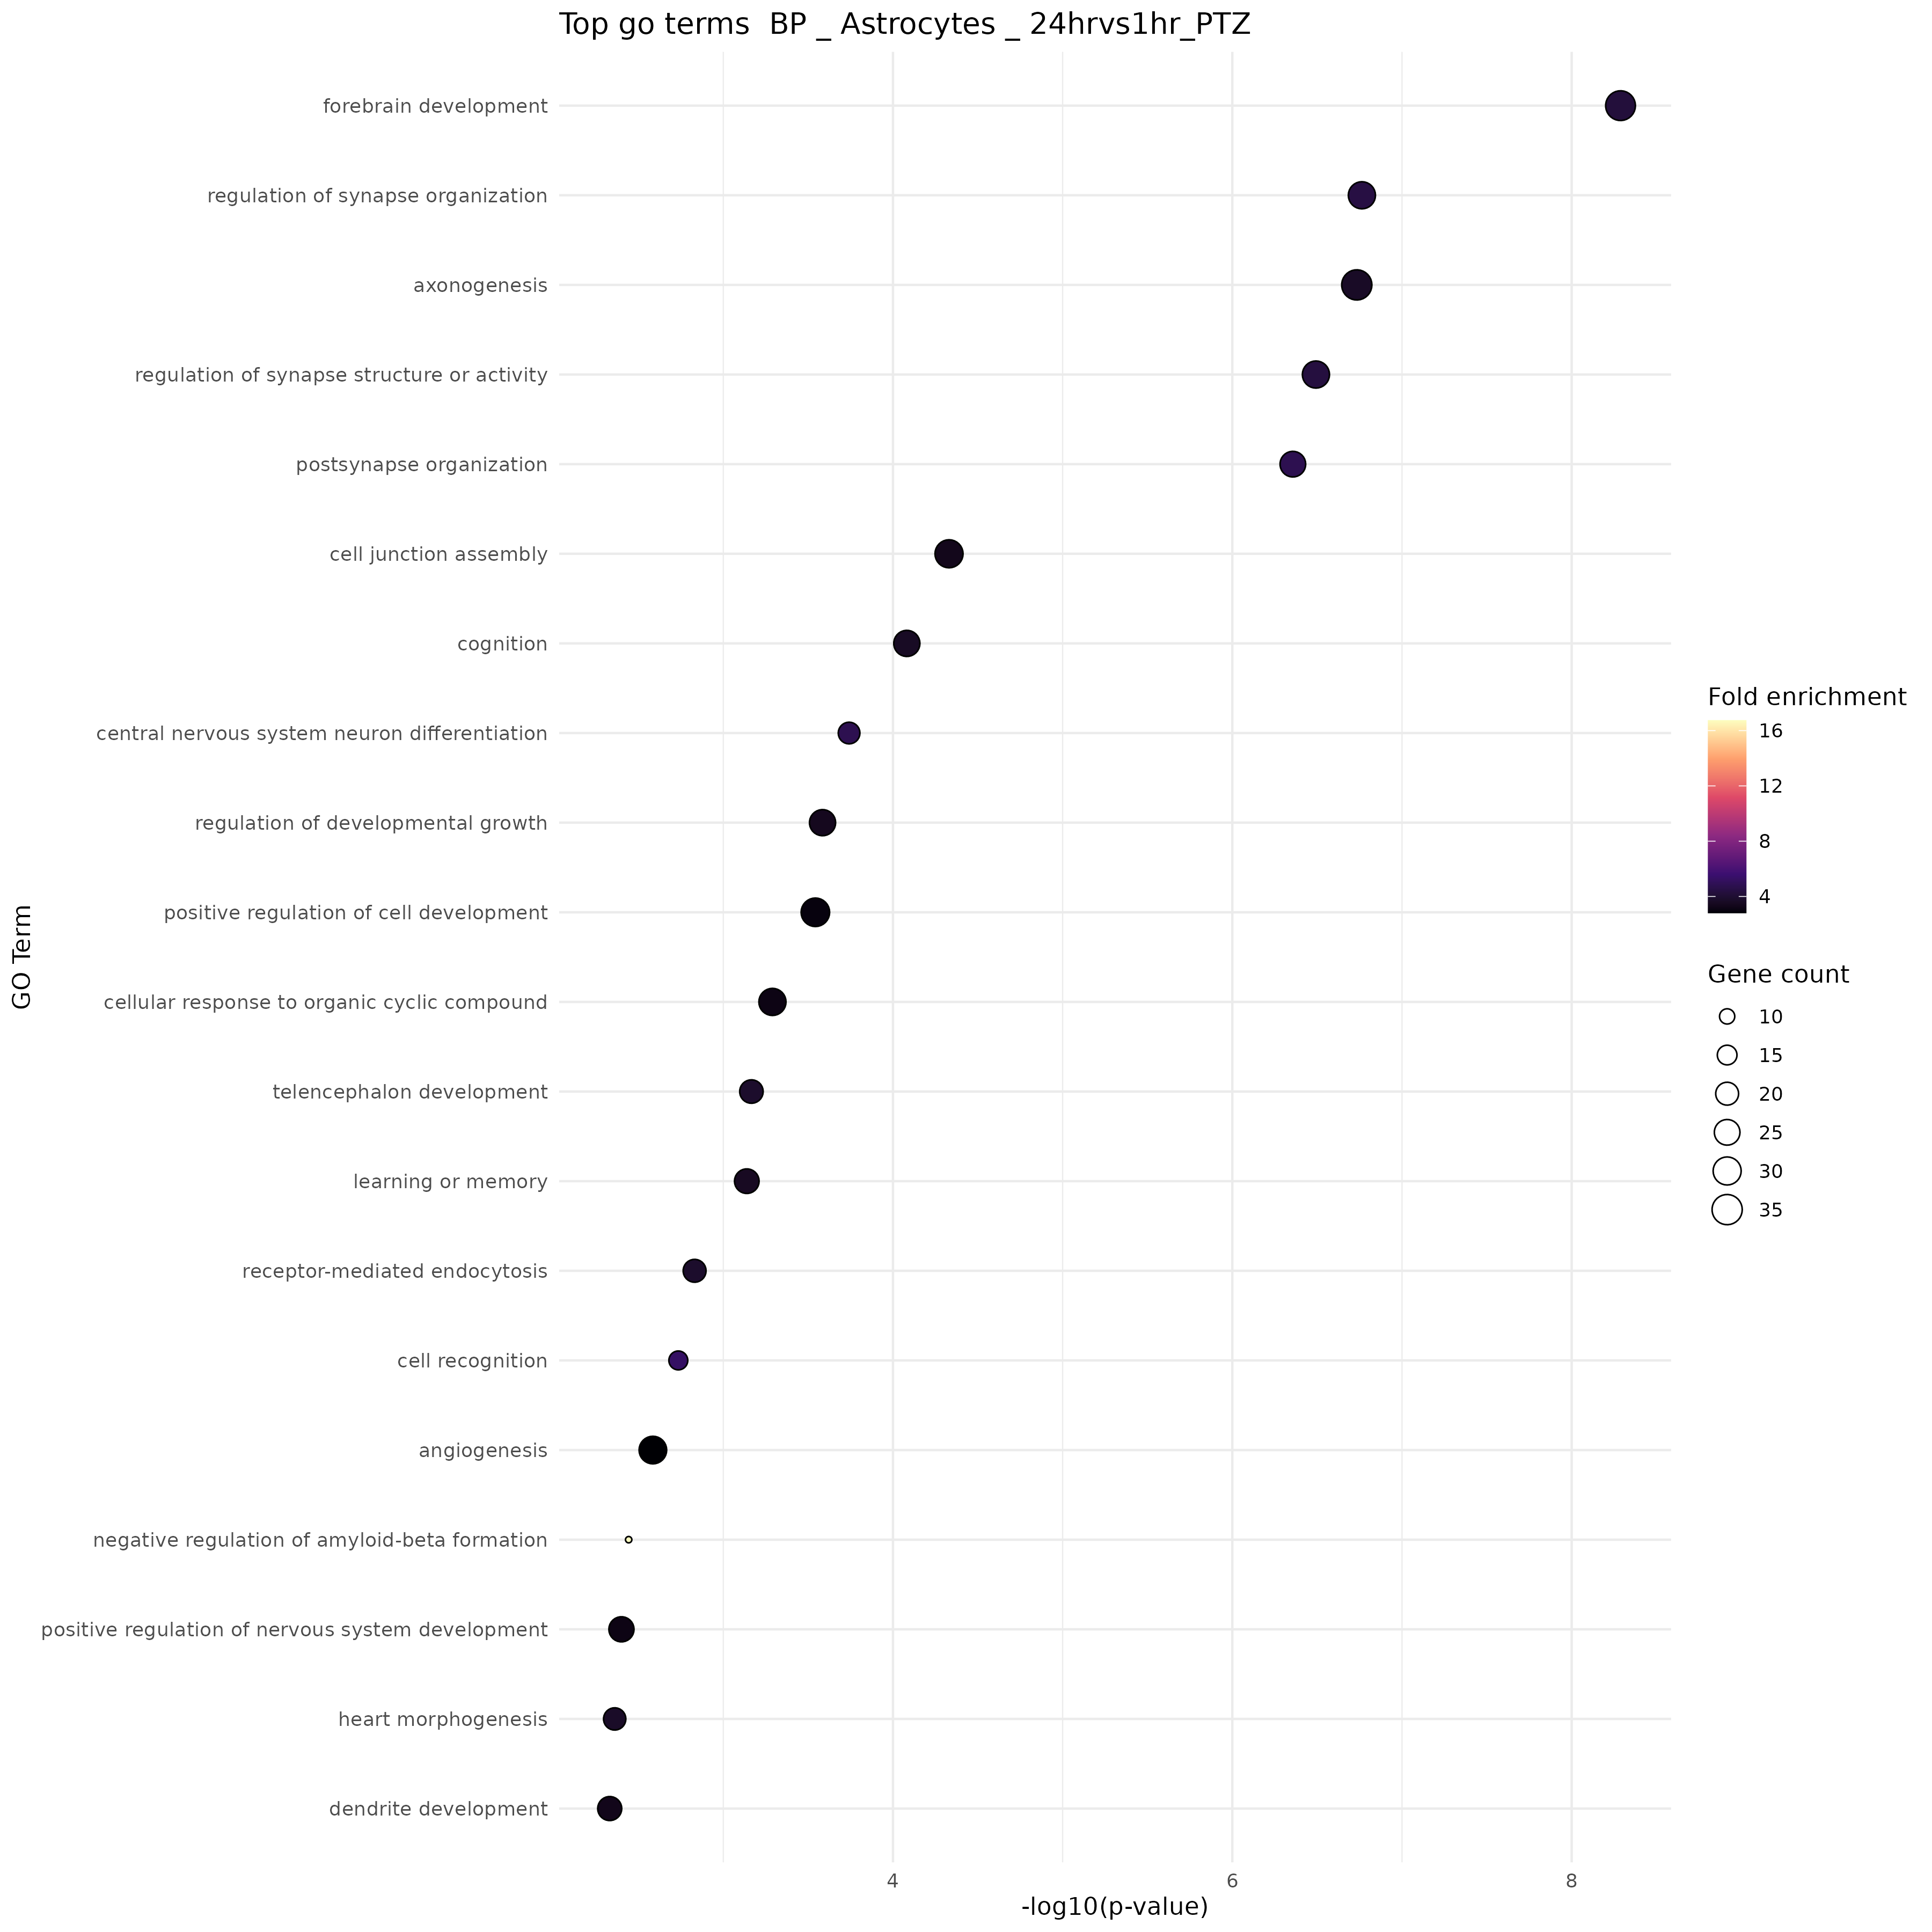 Top go terms  BP _ Astrocytes _ 24hrvs1hr_PTZ
forebrain development
regulation of synapse organization
axonogenesis
regulation of synapse structure or activity
postsynapse organization
cell junction assembly
cognition
central nervous system neuron differentiation
regulation of developmental growth
positive regulation of cell development
cellular response to organic cyclic compound
telencephalon development
learning or memory
receptor-mediated endocytosis
cell recognition
angiogenesis
negative regulation of amyloid-beta formation
positive regulation of nervous system development
heart morphogenesis
dendrite development
GO Term
4
6
8
-log10(p-value)
Fold enrichment
16
12
8
4
Gene count
10
15
20
25
30
35